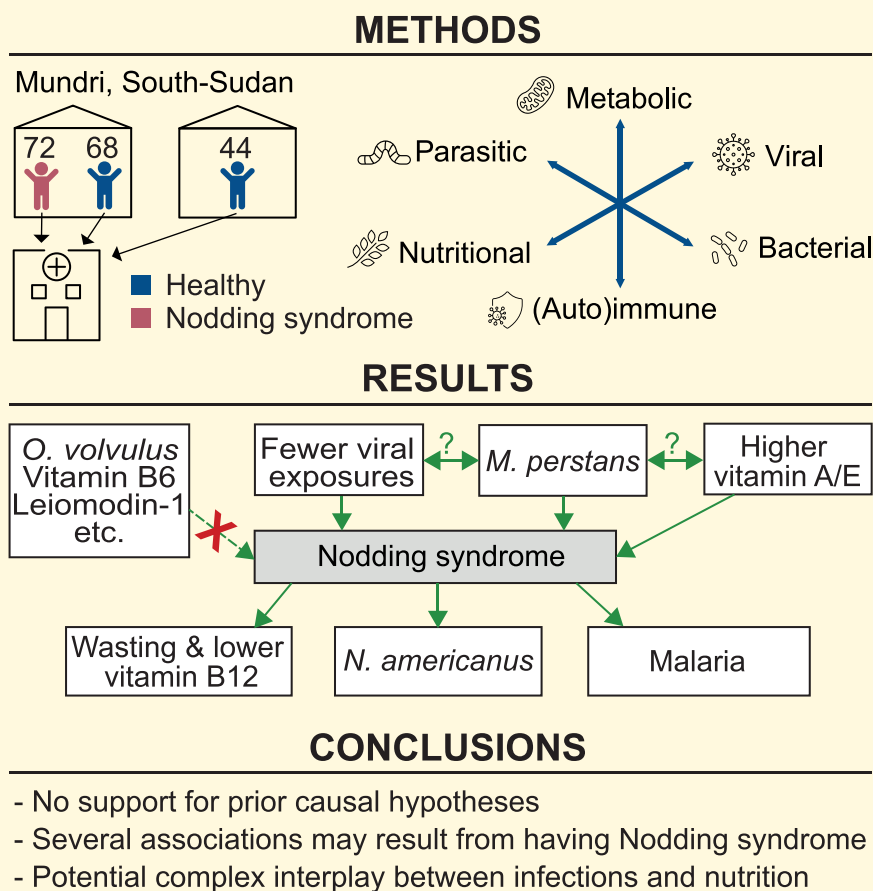 METHODS
Mundri, South-Sudan
72 68
44
Healthy
Nodding syndrome
Metabolic
Parasitic
Viral
Nutritional
Bacterial
(Auto)immune
RESULTS
O. volvulus
Vitamin B6
Leiomodin-1
etc.
Fewer viral
exposures
?
M. perstans
?
Higher
vitamin A/E
Nodding syndrome
Wasting & lower
vitamin B12
N. americanus
Malaria
CONCLUSIONS
- No support for prior causal hypotheses
- Several associations may result from having Nodding syndrome
- Potential complex interplay between infections and nutrition